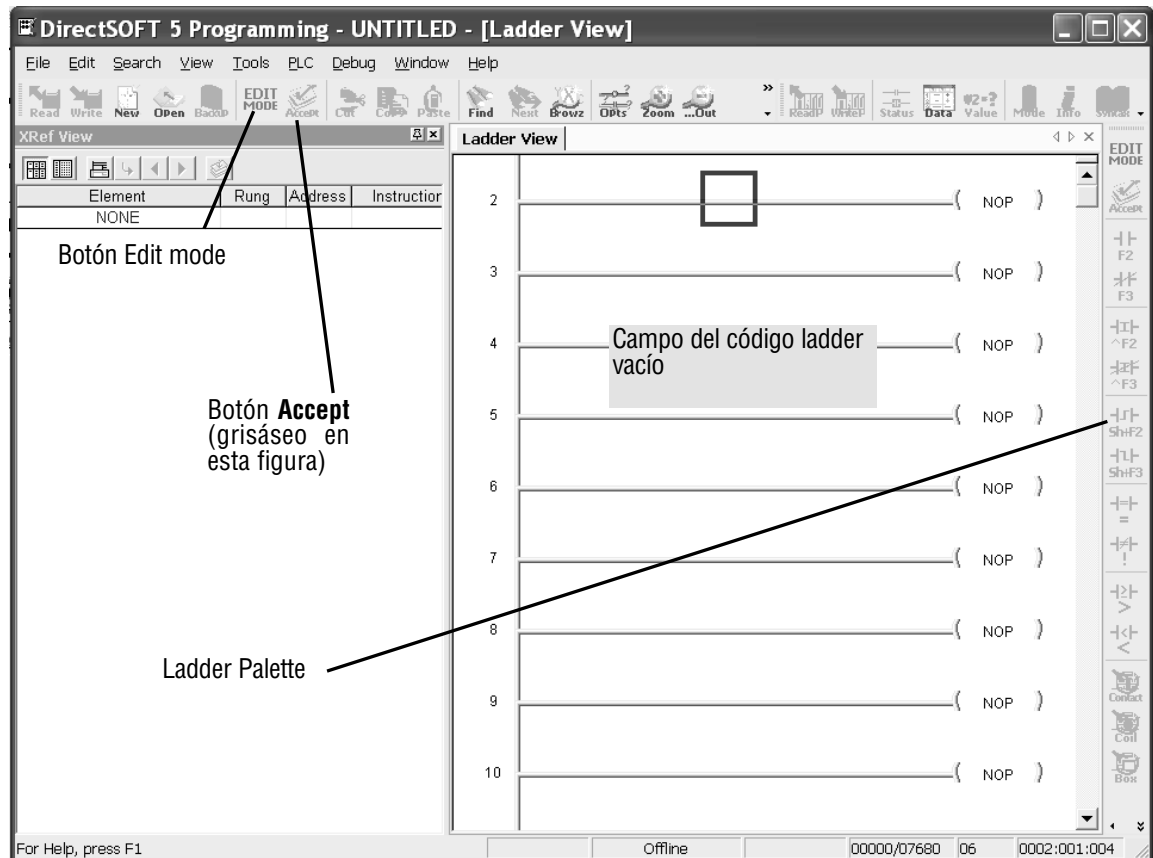 DirectSOFT 5 Programming - UNTITLED - [Ladder View]
File Edit Search View Tools PLC Debug Window Help
Read Write New Open Backup EDIT MODE Accept Cut Copy Paste Find Next Browz Opts Zoom ...Out » ReadP WriteP Status Data Value Mode Info Syntax
XRef View
Ladder View
Element Rung Address Instruction
NONE
Botón Edit mode
Botón Accept
(grisáseo en
esta figura)
Ladder Palette
2 ( NOP )
3 ( NOP )
4 ( NOP )
Campo del código ladder
vacío
5 ( NOP )
6 ( NOP )
7 ( NOP )
8 ( NOP )
9 ( NOP )
10 ( NOP )
EDIT
MODE
Accept
F2
F3
^F2
^F3
Sh+F2
Sh+F3
=
!
>
<
Contact
Coil
Box
For Help, press F1
Offline
00000/07680
06
0002:001:004